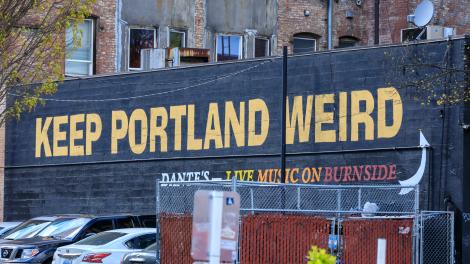 KEEP PORTLAND WEIRD
DANTE'S — LIVE MUSIC ON BURNSIDE